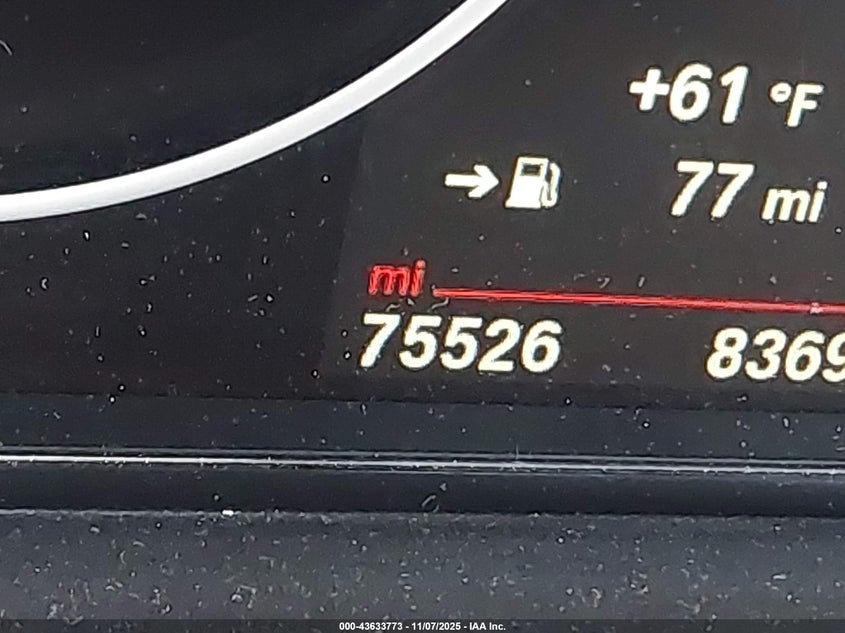 +61 °F
77 mi
mi
75526 8369
000-43633773 - 11/07/2025 - IAA Inc.